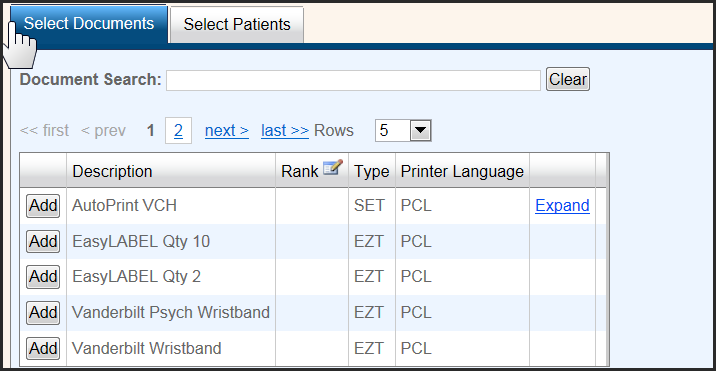 Select Documents Select Patients
Document Search: Clear
<< first < prev 1 2 next > last >> Rows 5
Description Rank Type Printer Language
Add AutoPrint VCH SET PCL Expand
Add EasyLABEL Qty 10 EZT PCL
Add EasyLABEL Qty 2 EZT PCL
Add Vanderbilt Psych Wristband EZT PCL
Add Vanderbilt Wristband EZT PCL